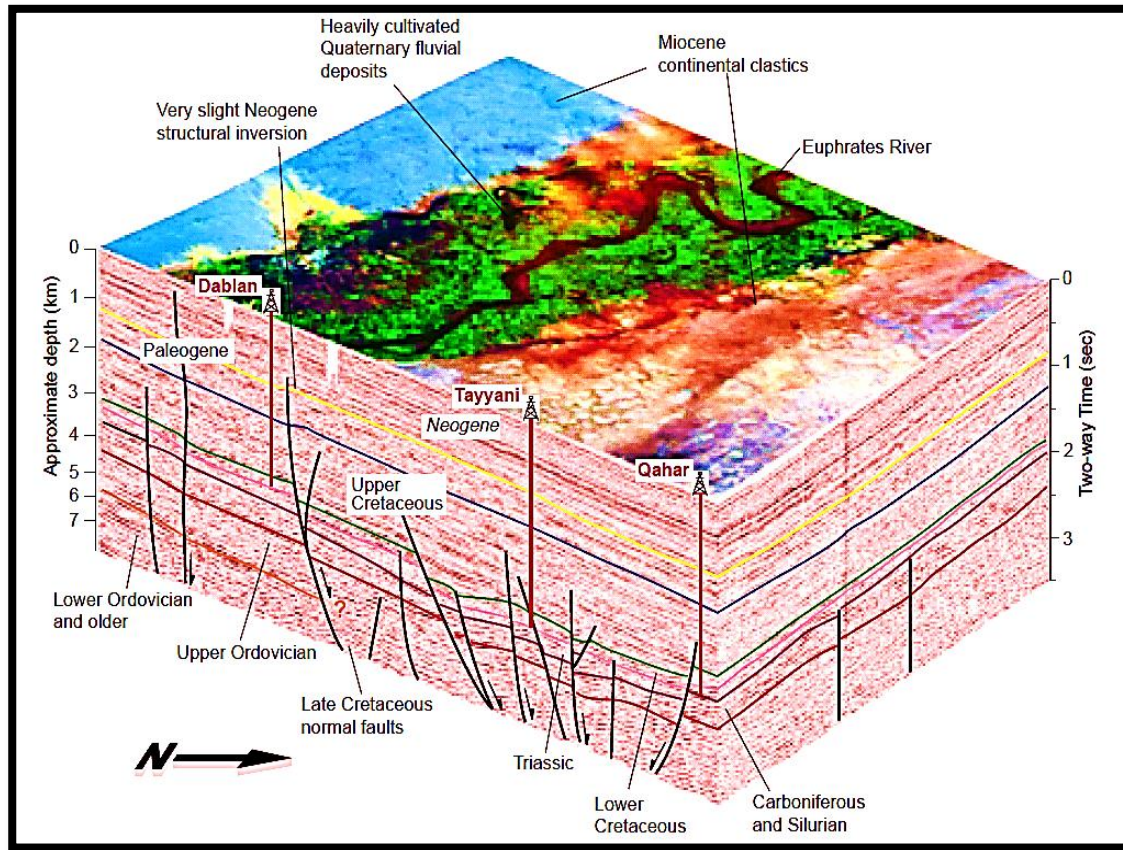 Heavily cultivated
Quaternary fluvial
deposits
Miocene
continental clastics
Very slight Neogene
structural inversion
Euphrates River
0
1
2
3
4
5
6
7
Approximate depth (km)
Dablan
Paleogene
Tayyani
Neogene
Qahar
Upper
Cretaceous
0
1
2
3
Two-way Time (sec)
Lower Ordovician
and older
?
Upper Ordovician
Late Cretaceous
normal faults
Triassic
Lower
Cretaceous
Carboniferous
and Silurian
N